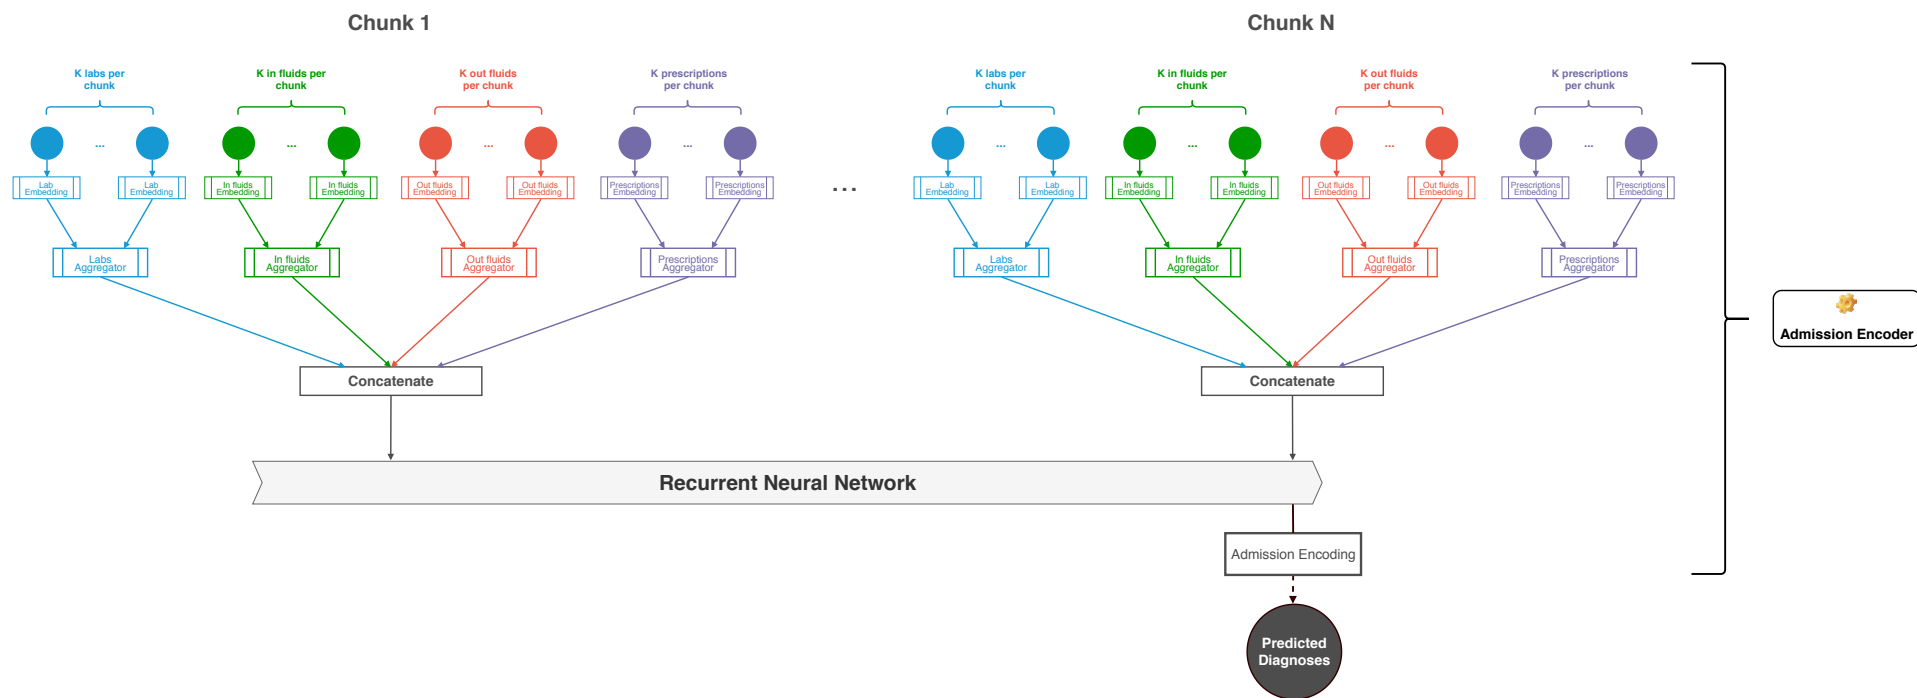 Chunk 1
Chunk N
K labs per
chunk
K in fluids per
chunk
K out fluids
per chunk
K prescriptions
per chunk
K labs per
chunk
K in fluids per
chunk
K out fluids
per chunk
K prescriptions
per chunk
... ... ... ... ... ... ... ...
Lab
Embedding
Lab
Embedding
In fluids
Embedding
In fluids
Embedding
Out fluids
Embedding
Out fluids
Embedding
Prescriptions
Embedding
Prescriptions
Embedding
...
Lab
Embedding
Lab
Embedding
In fluids
Embedding
In fluids
Embedding
Out fluids
Embedding
Out fluids
Embedding
Prescriptions
Embedding
Prescriptions
Embedding
Labs
Aggregator
In fluids
Aggregator
Out fluids
Aggregator
Prescriptions
Aggregator
Labs
Aggregator
In fluids
Aggregator
Out fluids
Aggregator
Prescriptions
Aggregator
Admission Encoder
Concatenate
Concatenate
Recurrent Neural Network
Admission Encoding
Predicted
Diagnoses